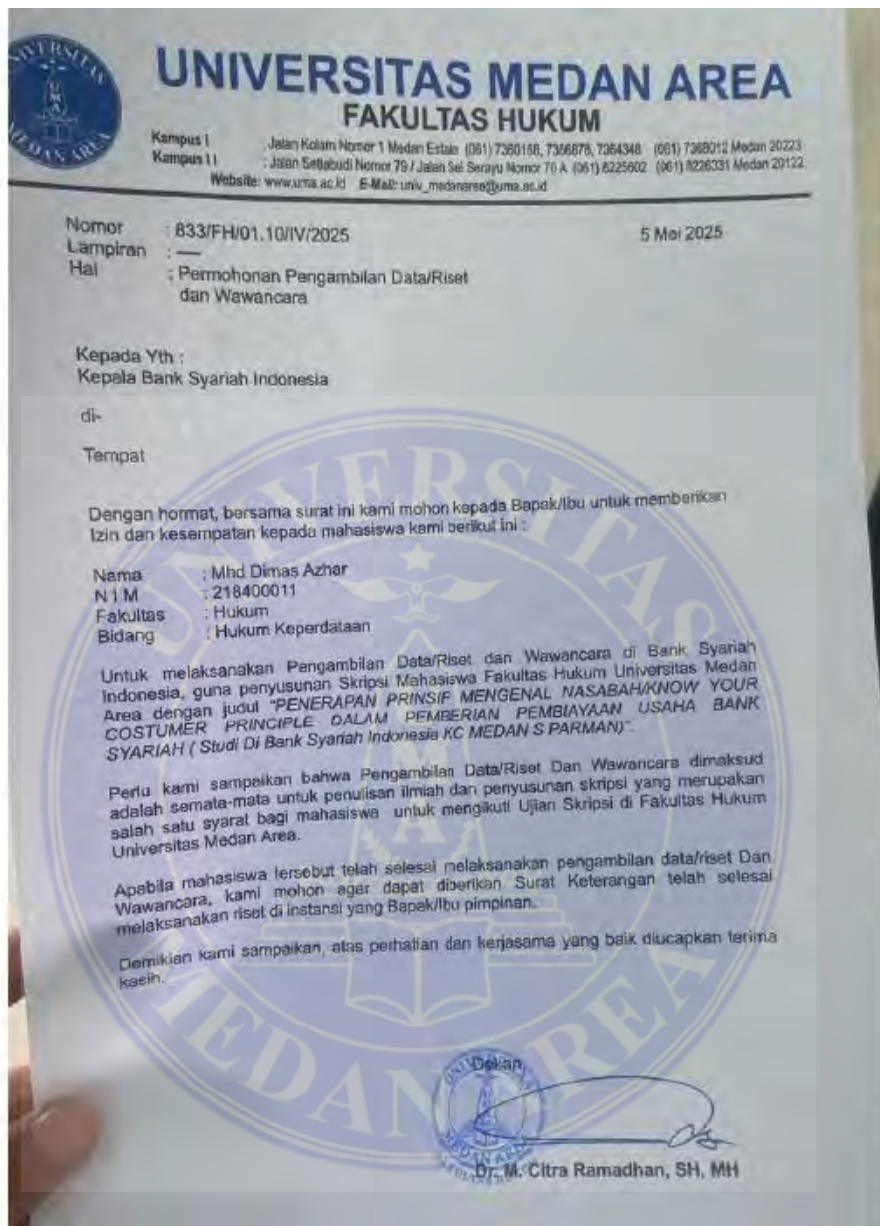 UNIVERSITAS MEDAN AREA
UNIVERSITAS MEDAN AREA
FAKULTAS HUKUM
Kampus I : Jalan Kolam Nomor 1 Medan Estate (061) 7360168, 7366878, 7364348 (061) 7368012 Medan 20223
Kampus II : Jalan Setiabudi Nomor 79 / Jalan Sei Serayu Nomor 70 A (061) 8225602 (061) 8226331 Medan 20122
Website: www.uma.ac.id E-Mail: univ_medanarea@uma.ac.id
Nomor : 833/FH/01.10/IV/2025 5 Mei 2025
Lampiran : —
Hal : Permohonan Pengambilan Data/Riset
dan Wawancara
Kepada Yth :
Kepala Bank Syariah Indonesia
di-
Tempat
Dengan hormat, bersama surat ini kami mohon kepada Bapak/Ibu untuk memberikan
Izin dan kesempatan kepada mahasiswa kami berikut ini :
Nama : Mhd Dimas Azhar
N I M : 218400011
Fakultas : Hukum
Bidang : Hukum Keperdataan
Untuk melaksanakan Pengambilan Data/Riset dan Wawancara di Bank Syariah
Indonesia, guna penyusunan Skripsi Mahasiswa Fakultas Hukum Universitas Medan
Area dengan judul "PENERAPAN PRINSIF MENGENAL NASABAH/KNOW YOUR
COSTUMER PRINCIPLE DALAM PEMBERIAN PEMBIAYAAN USAHA BANK
SYARIAH ( Studi Di Bank Syariah Indonesia KC MEDAN S PARMAN)".
Perlu kami sampaikan bahwa Pengambilan Data/Riset Dan Wawancara dimaksud
adalah semata-mata untuk penulisan ilmiah dan penyusunan skripsi yang merupakan
salah satu syarat bagi mahasiswa untuk mengikuti Ujian Skripsi di Fakultas Hukum
Universitas Medan Area.
Apabila mahasiswa tersebut telah selesai melaksanakan pengambilan data/riset Dan
Wawancara, kami mohon agar dapat diberikan Surat Keterangan telah selesai
melaksanakan riset di instansi yang Bapak/Ibu pimpinan.
Demikian kami sampaikan, atas perhatian dan kerjasama yang baik diucapkan terima
kasih.
Dekan
Dr. M. Citra Ramadhan, SH, MH
UNIVERSITAS MEDAN AREA